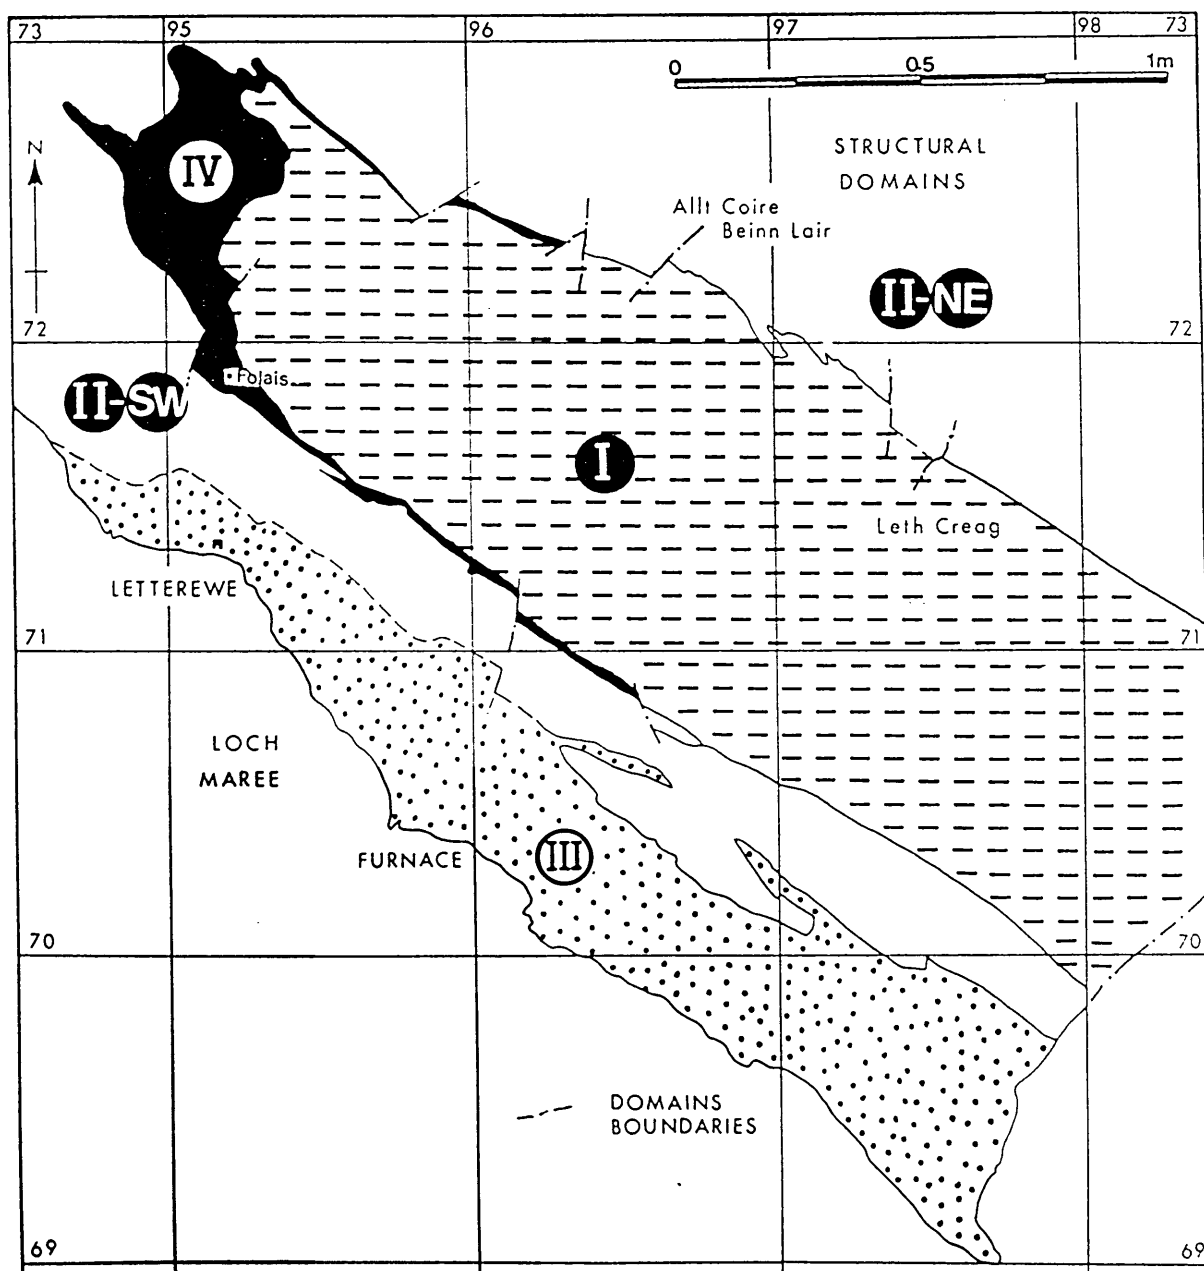 73 95 96 97 98 73
0 0.5 1m
N
IV
STRUCTURAL
DOMAINS
Allt Coire
Beinn Lair
II-NE
72 72
Folais
II-SW
I
Leth Creag
LETTEREWE
71 71
LOCH
MAREE
FURNACE
III
70 70
DOMAINS
BOUNDARIES
69 69